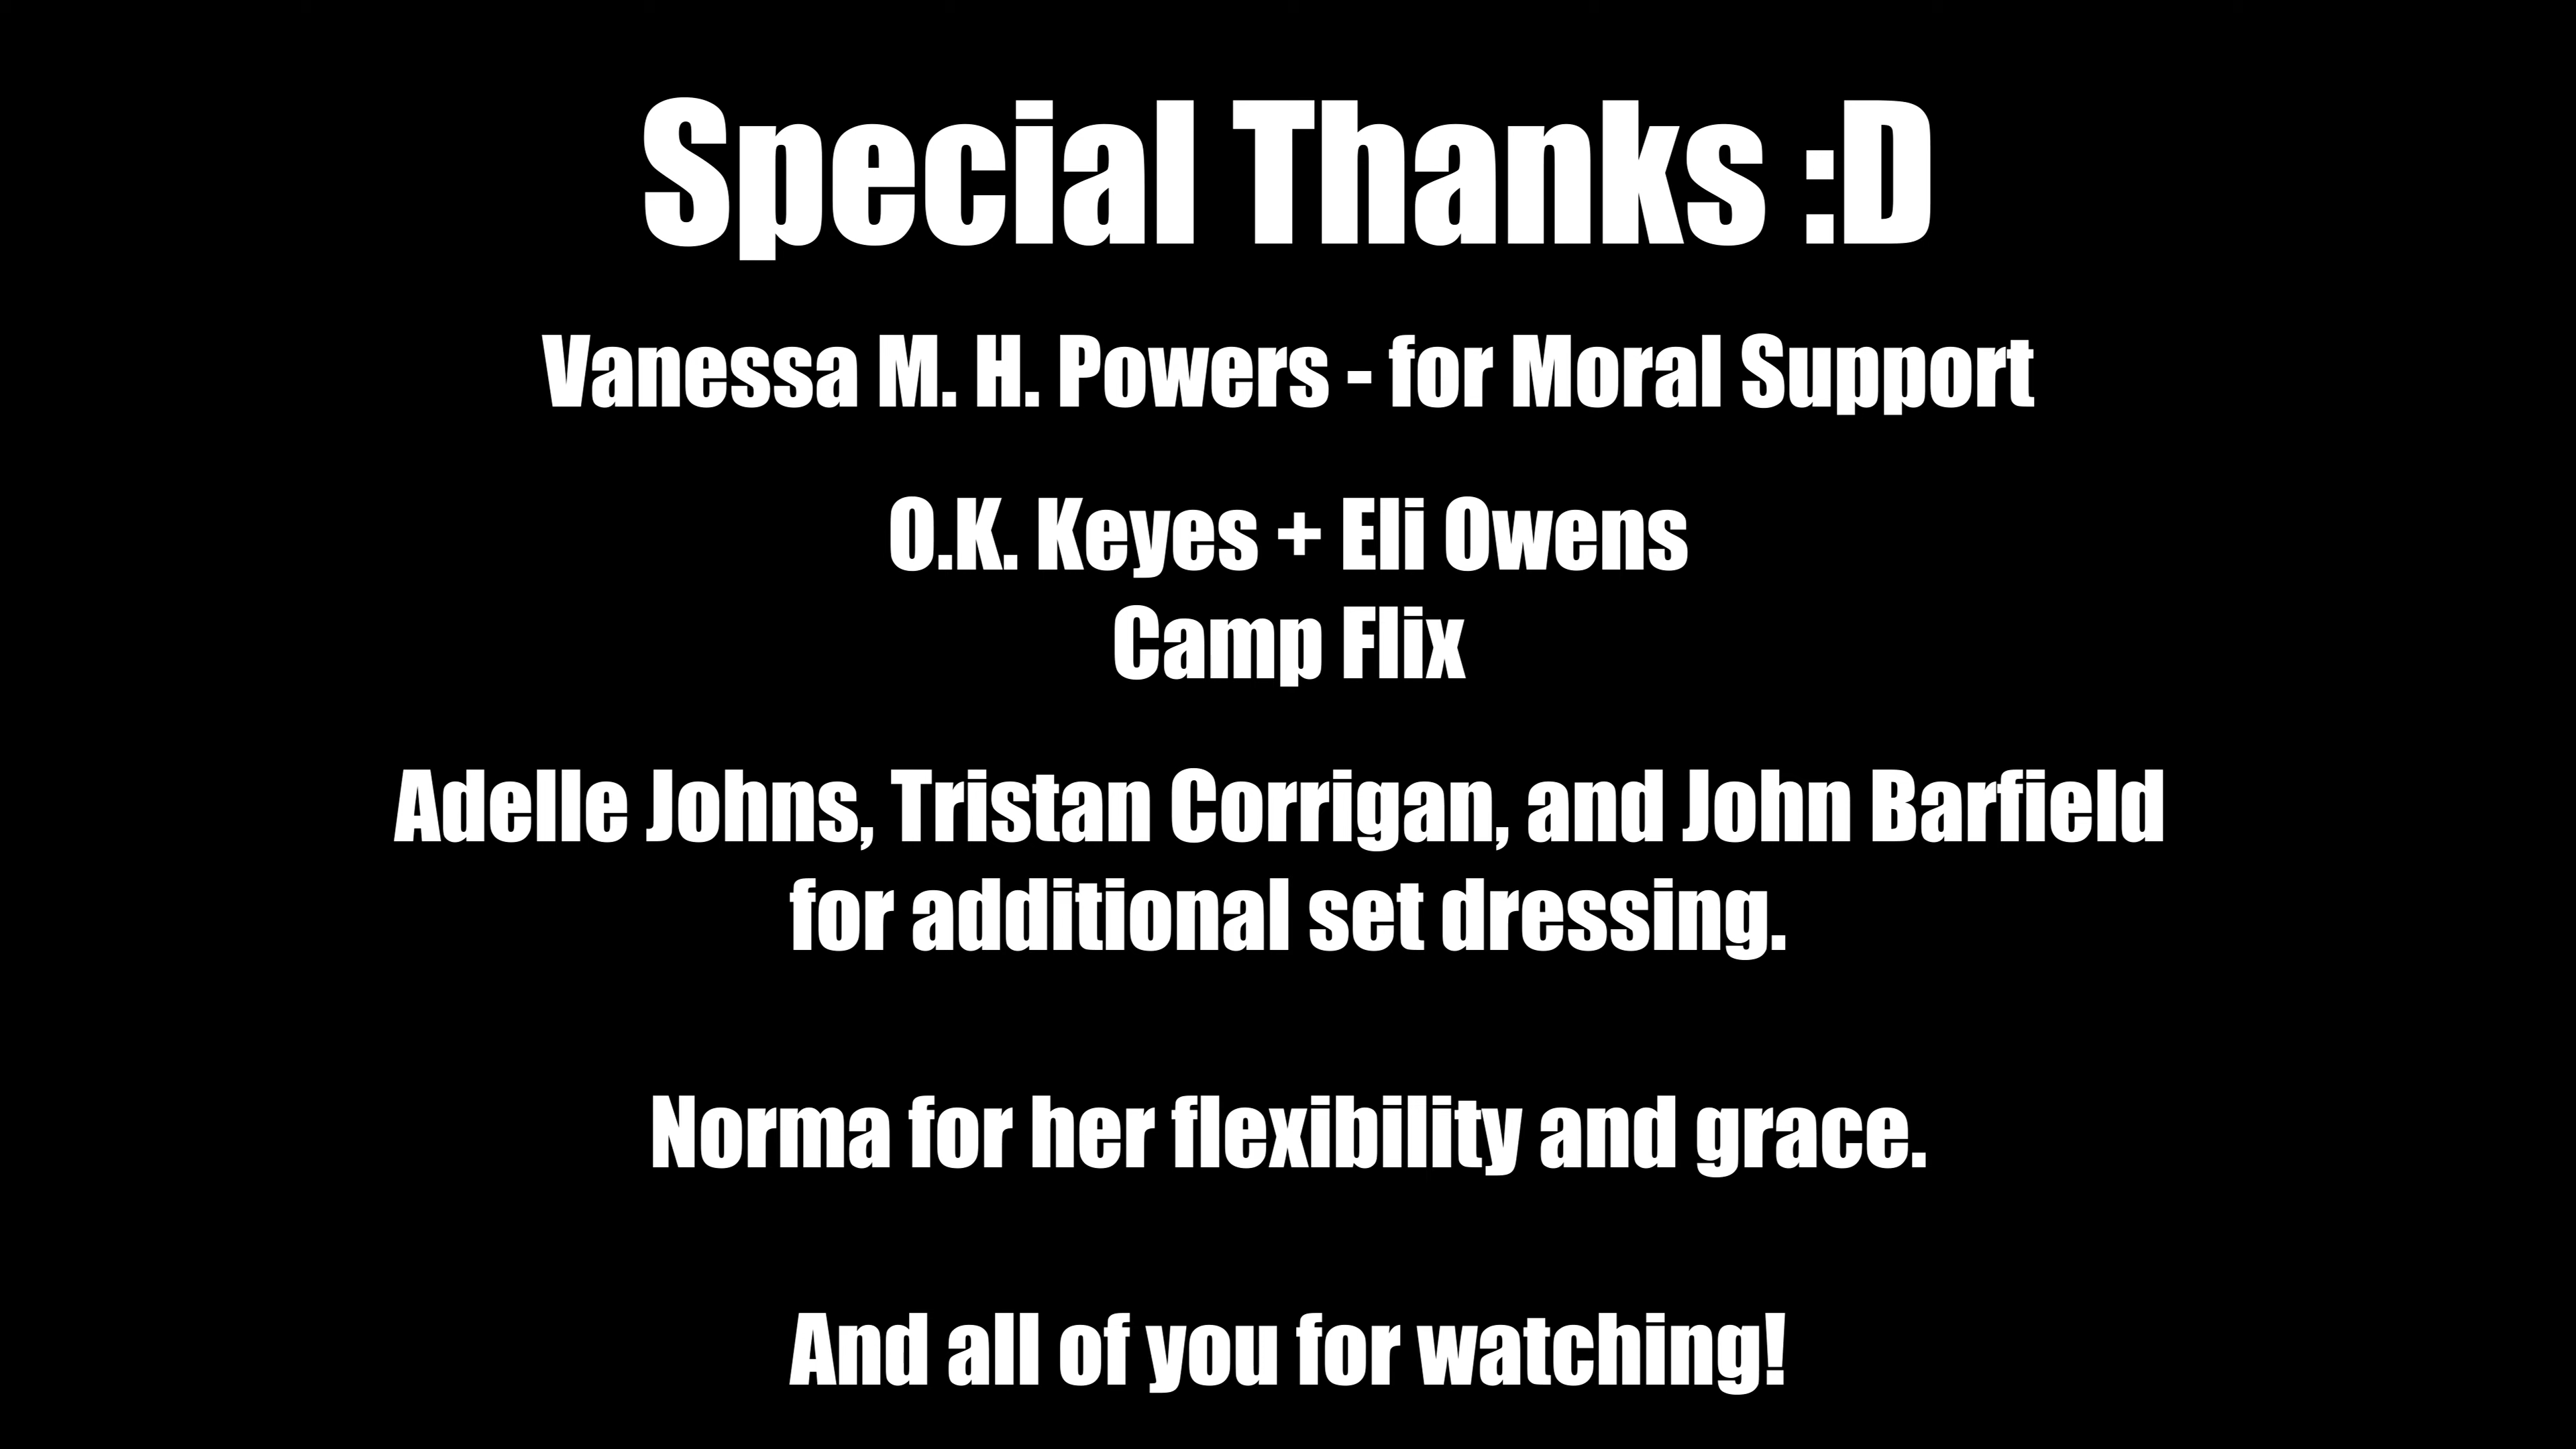 Special Thanks :D
Vanessa M. H. Powers - for Moral Support
O.K. Keyes + Eli Owens
Camp Flix
Adelle Johns, Tristan Corrigan, and John Barfield
for additional set dressing.
Norma for her flexibility and grace.
And all of you for watching!